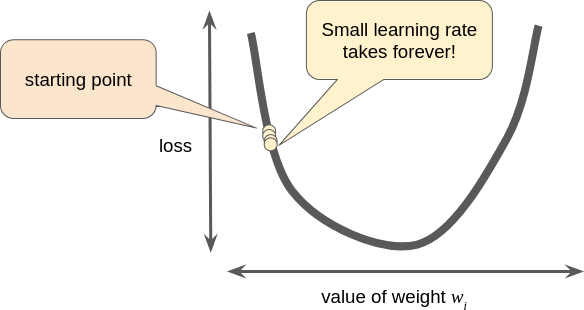 Small learning rate
takes forever!
starting point
loss
value of weight wᵢ